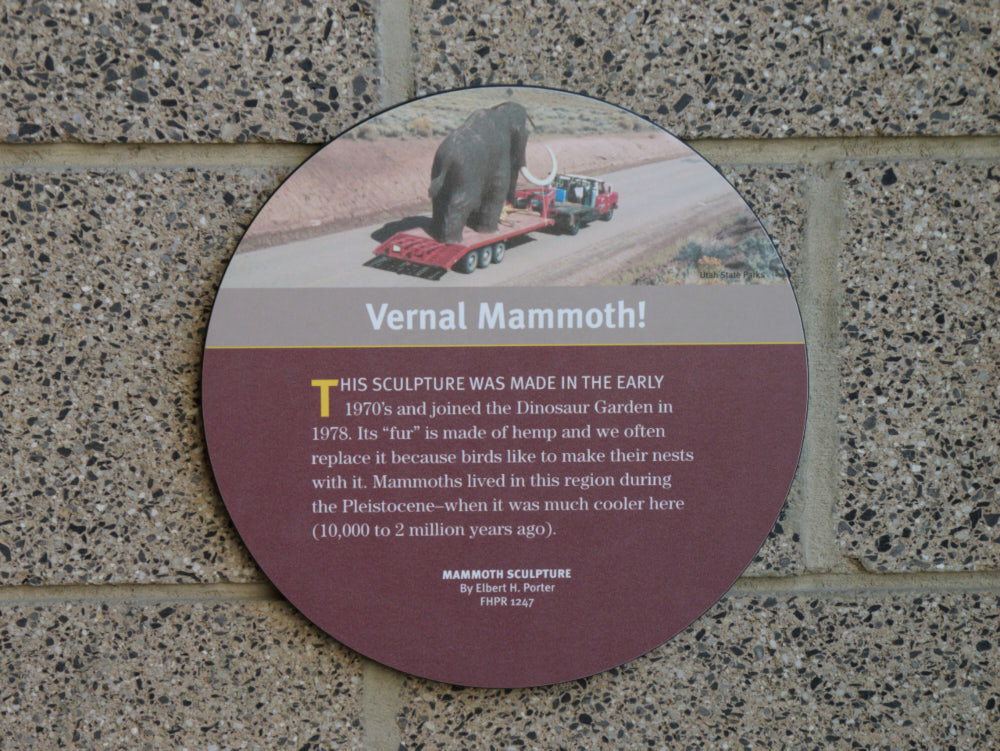 Utah State Parks
Vernal Mammoth!
THIS SCULPTURE WAS MADE IN THE EARLY
1970's and joined the Dinosaur Garden in
1978. Its “fur” is made of hemp and we often
replace it because birds like to make their nests
with it. Mammoths lived in this region during
the Pleistocene–when it was much cooler here
(10,000 to 2 million years ago).
MAMMOTH SCULPTURE
By Elbert H. Porter
FHPR 1247